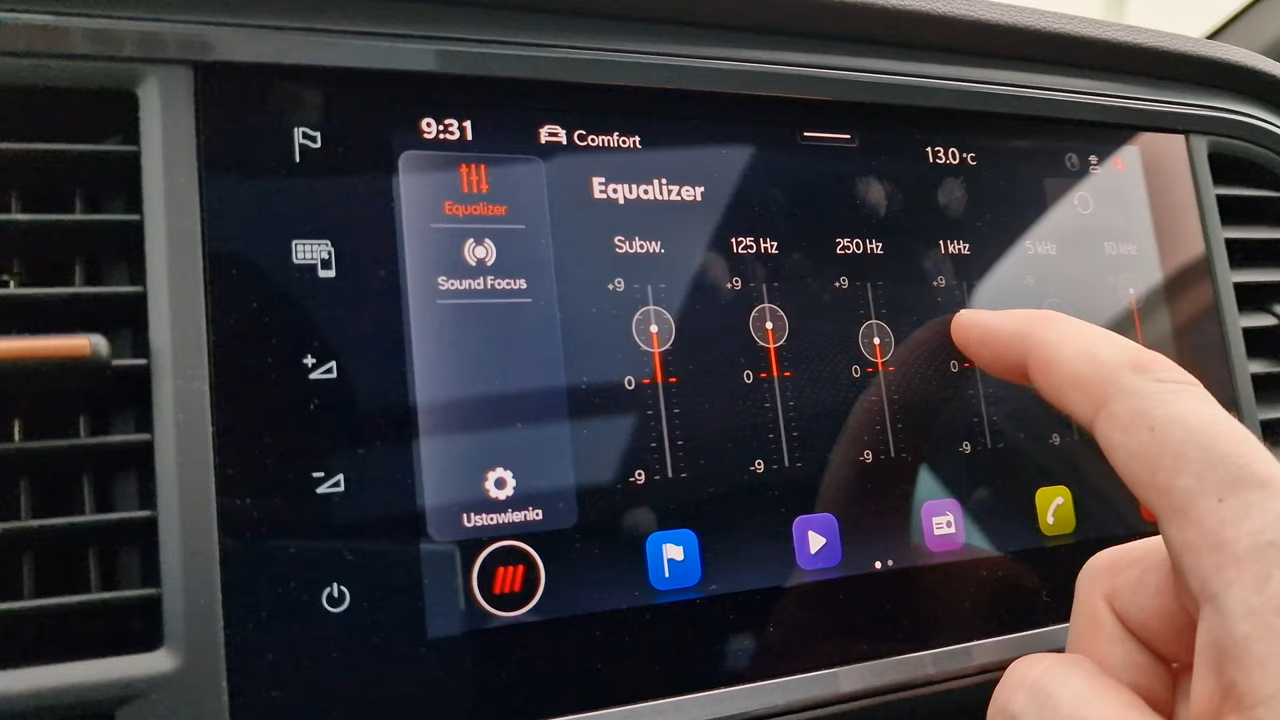 9:31
Comfort
13.0 °C
Equalizer
Equalizer
Sound Focus
Ustawienia
Subw.
125 Hz
250 Hz
1 kHz
5 kHz
10 kHz
+9
+9
+9
+9
0
0
0
0
-9
-9
-9
-9
-9